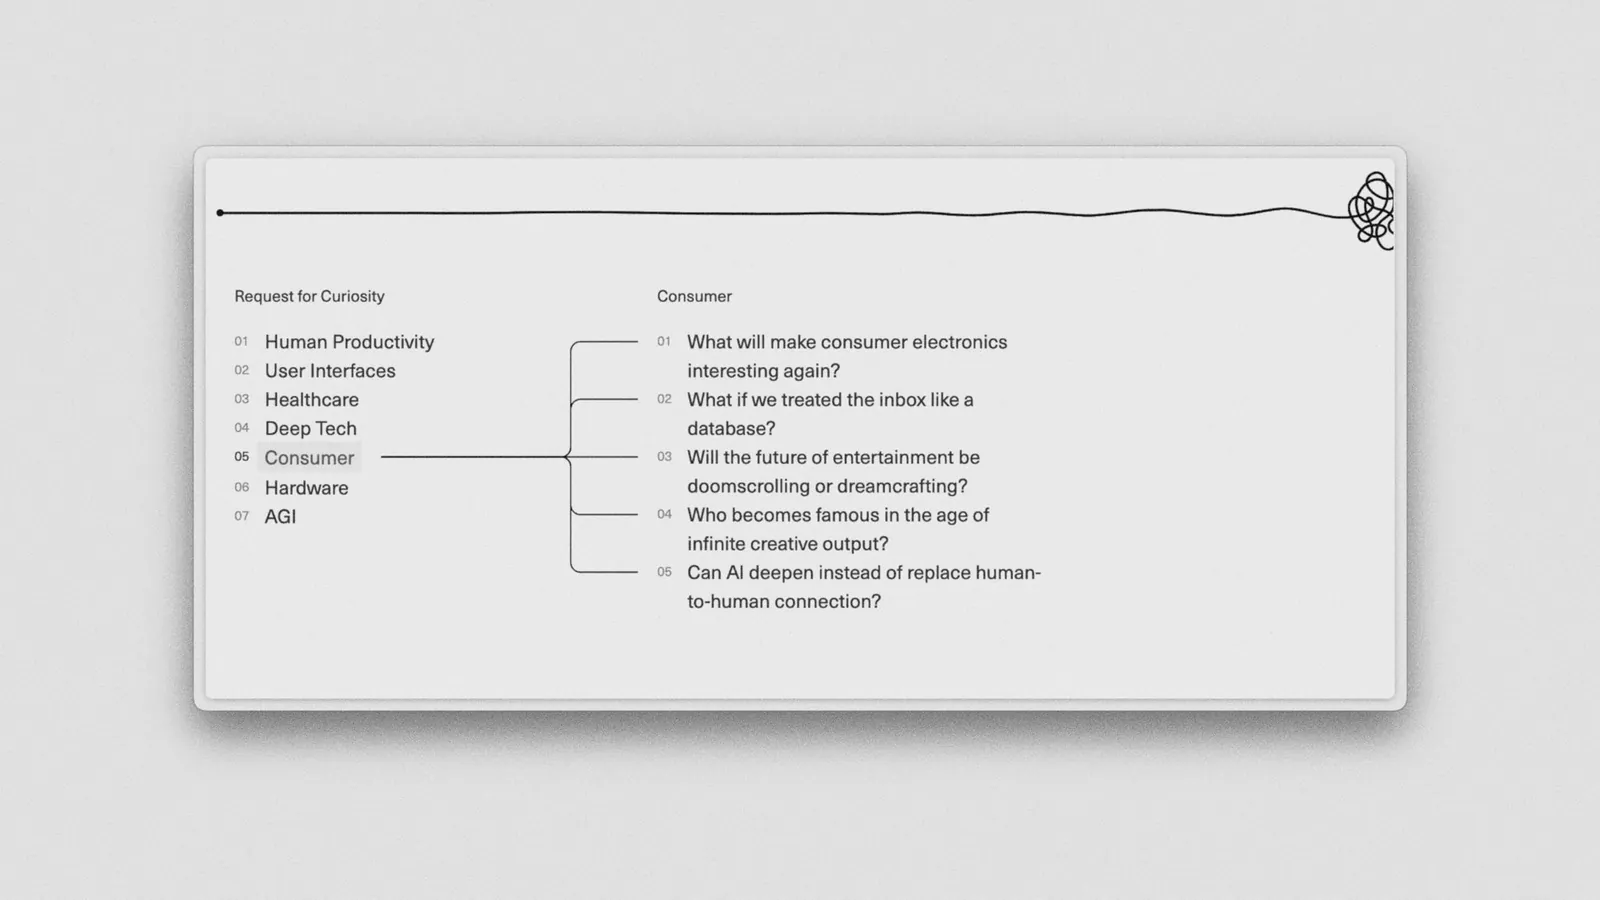 Request for Curiosity
01 Human Productivity
02 User Interfaces
03 Healthcare
04 Deep Tech
05 Consumer
06 Hardware
07 AGI
Consumer
01 What will make consumer electronics
interesting again?
02 What if we treated the inbox like a
database?
03 Will the future of entertainment be
doomscrolling or dreamcrafting?
04 Who becomes famous in the age of
infinite creative output?
05 Can AI deepen instead of replace human-
to-human connection?